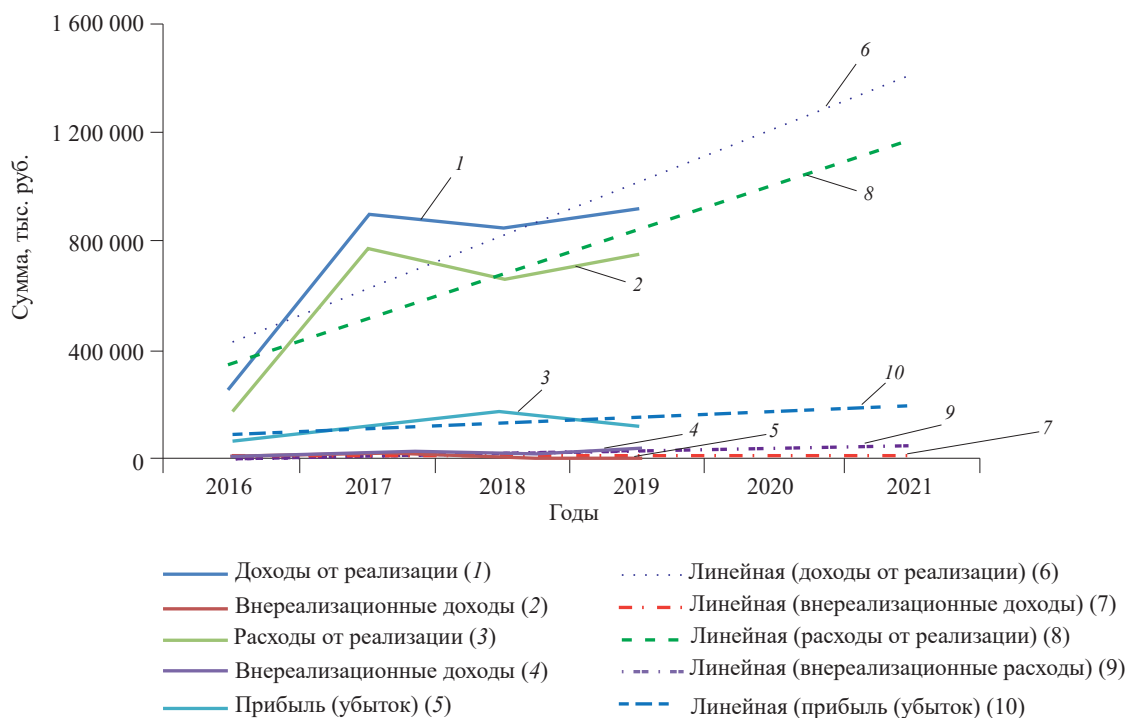 1 600 000
1 200 000
800 000
400 000
0
Сумма, тыс. руб.
1
2
3
4
5
6
7
8
9
10
2016 2017 2018 2019 2020 2021
Годы
Доходы от реализации (1)
Внереализационные доходы (2)
Расходы от реализации (3)
Внереализационные доходы (4)
Прибыль (убыток) (5)
Линейная (доходы от реализации) (6)
Линейная (внереализационные доходы) (7)
Линейная (расходы от реализации) (8)
Линейная (внереализационные расходы) (9)
Линейная (прибыль (убыток) (10)